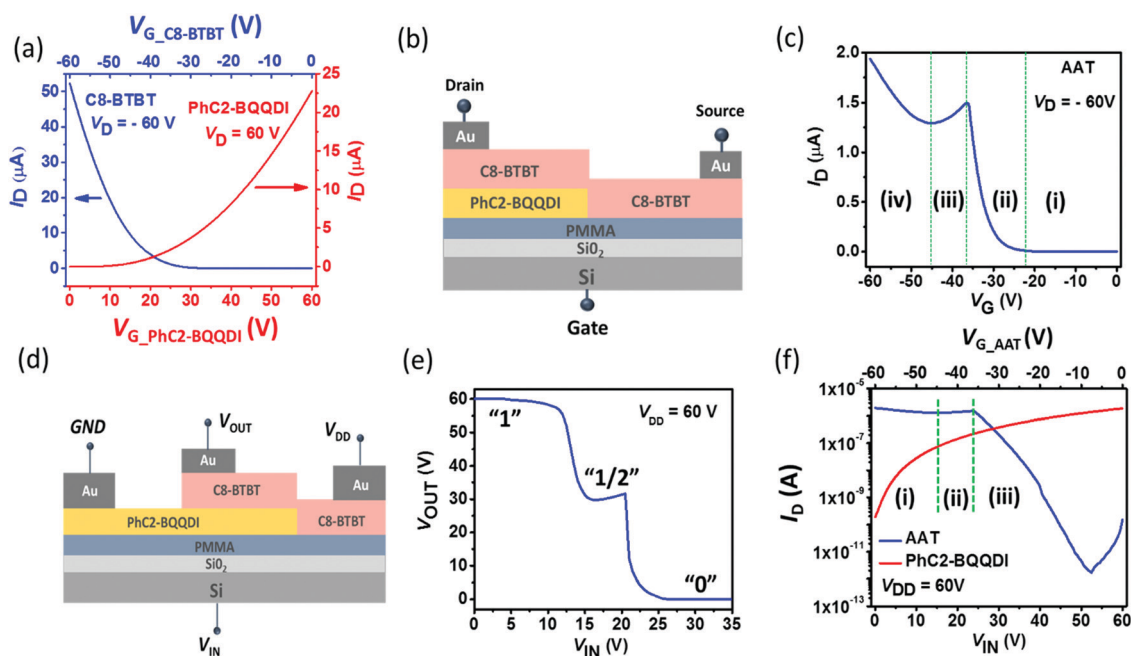 (a)
V_G_C8-BTBT (V)
-60 -50 -40 -30 -20 -10 0
C8-BTBT
V_D = - 60 V
PhC2-BQQDI
V_D = 60 V
I_D (μA)
50
40
30
20
10
0
25
20
15
10
5
0
I_D (μA)
0 10 20 30 40 50 60
V_G_PhC2-BQQDI (V)
(b)
Drain
Source
Au
Au
C8-BTBT
PhC2-BQQDI
C8-BTBT
PMMA
SiO₂
Si
Gate
(c)
AAT
V_D = - 60V
I_D (μA)
2.0
1.5
1.0
0.5
0.0
(iv) (iii) (ii) (i)
-60 -50 -40 -30 -20 -10 0
V_G (V)
(d)
GND
V_OUT
V_DD
Au
Au
Au
C8-BTBT
PhC2-BQQDI
C8-BTBT
PMMA
SiO₂
Si
V_IN
(e)
V_DD = 60 V
"1"
"1/2"
"0"
V_OUT (V)
60
50
40
30
20
10
0
0 5 10 15 20 25 30 35
V_IN (V)
(f)
V_G_AAT (V)
-60 -50 -40 -30 -20 -10 0
I_D (A)
1x10⁻⁵
1x10⁻⁷
1x10⁻⁹
1x10⁻¹¹
1x10⁻¹³
(i) (ii) (iii)
AAT
PhC2-BQQDI
V_DD = 60V
0 10 20 30 40 50 60
V_IN (V)